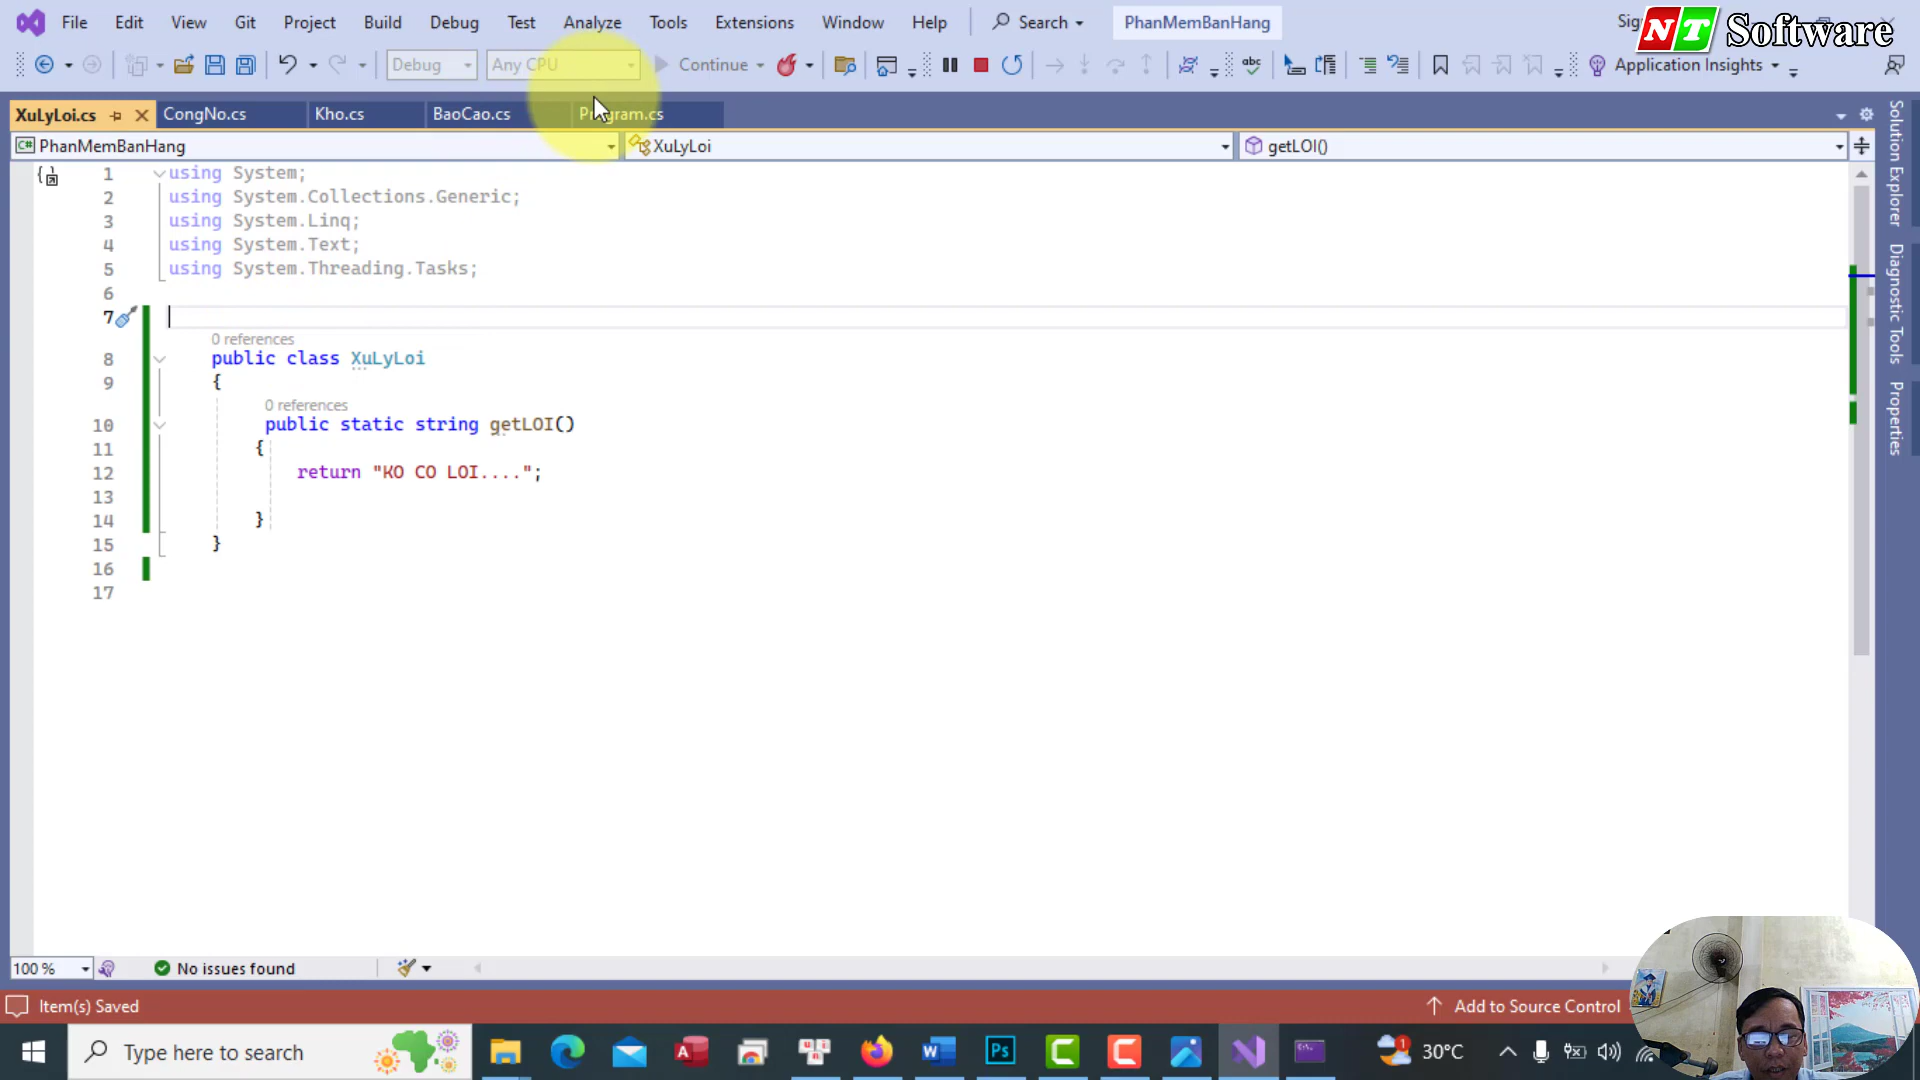 File Edit View Git Project Build Debug Test Analyze Tools Extensions Window Help Search PhanMemBanHang
NT Software
Debug Any CPU Continue Application Insights
XuLyLoi.cs CongNo.cs Kho.cs BaoCao.cs Program.cs
PhanMemBanHang XuLyLoi getLOI()
1 using System;
2 using System.Collections.Generic;
3 using System.Linq;
4 using System.Text;
5 using System.Threading.Tasks;
6
7
0 references
8 public class XuLyLoi
9 {
0 references
10 public static string getLOI()
11 {
12 return "KO CO LOI....";
13
14 }
15 }
16
17
Solution Explorer
Diagnostic Tools
Properties
100 % No issues found
Item(s) Saved Add to Source Control
Type here to search 30°C